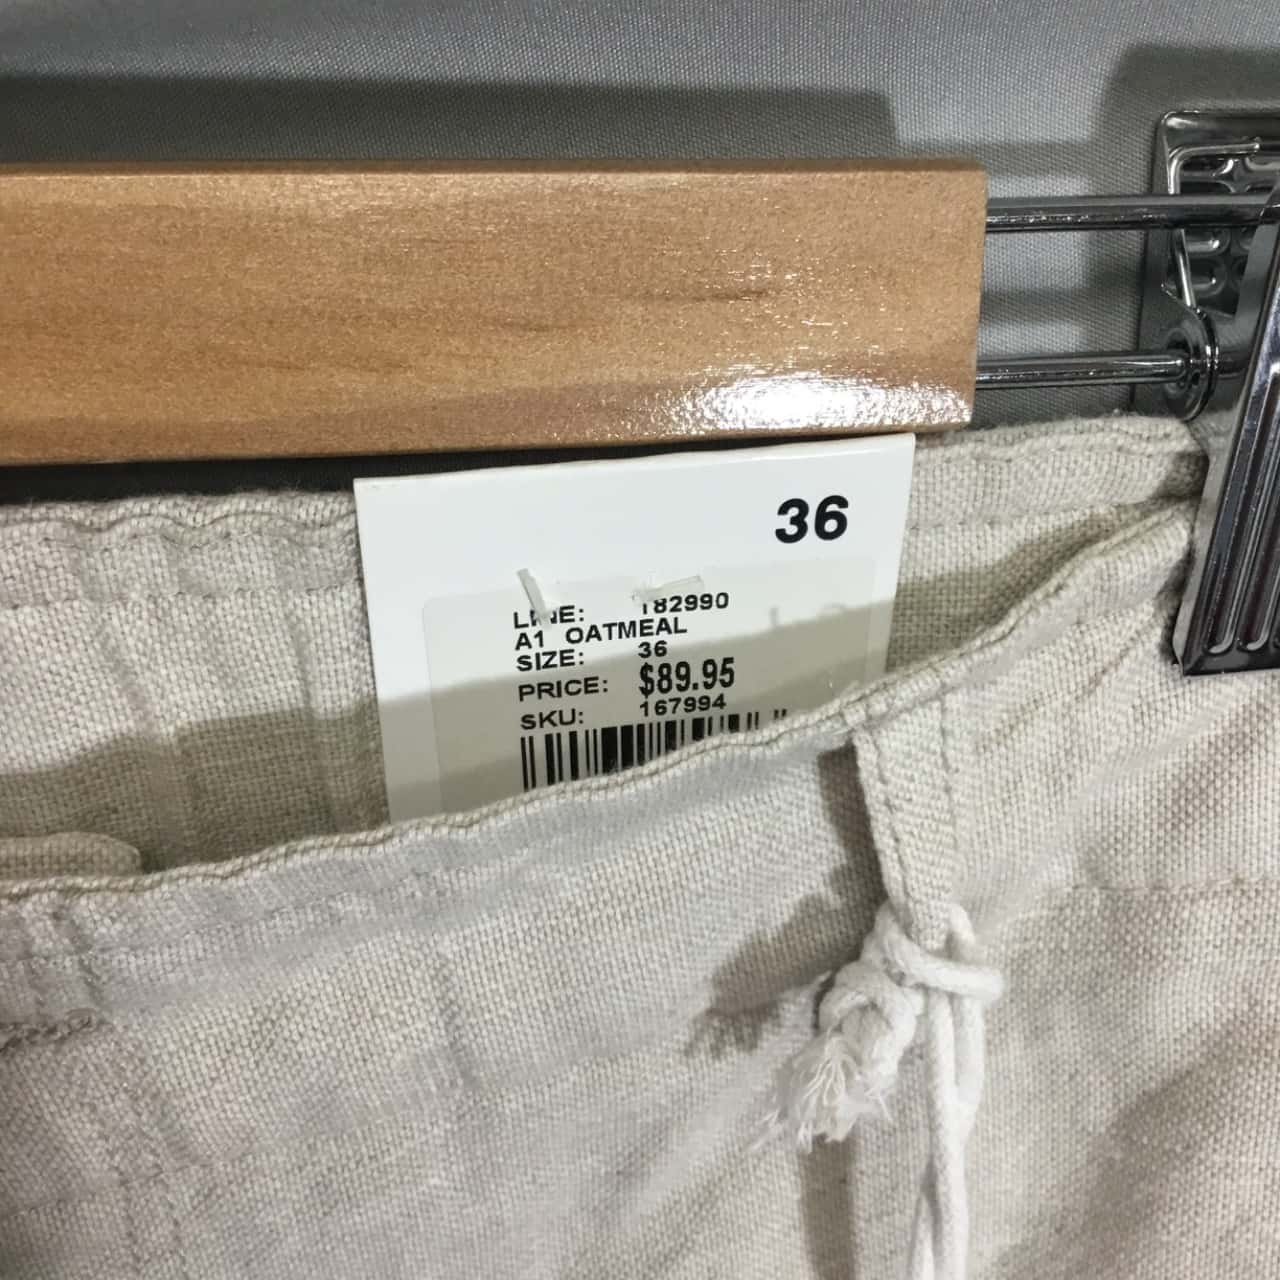 36
LINE: 182990
A1 OATMEAL
SIZE: 36
PRICE: $89.95
SKU: 167994